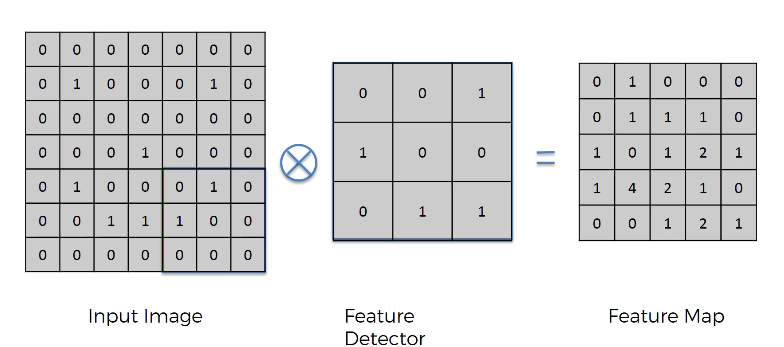 0 0 0 0 0 0 0
0 1 0 0 0 1 0
0 0 0 0 0 0 0
0 0 0 1 0 0 0
0 1 0 0 0 1 0
0 0 1 1 1 0 0
0 0 0 0 0 0 0
Input Image
0 0 1
1 0 0
0 1 1
Feature
Detector
=
0 1 0 0 0
0 1 1 1 0
1 0 1 2 1
1 4 2 1 0
0 0 1 2 1
Feature Map